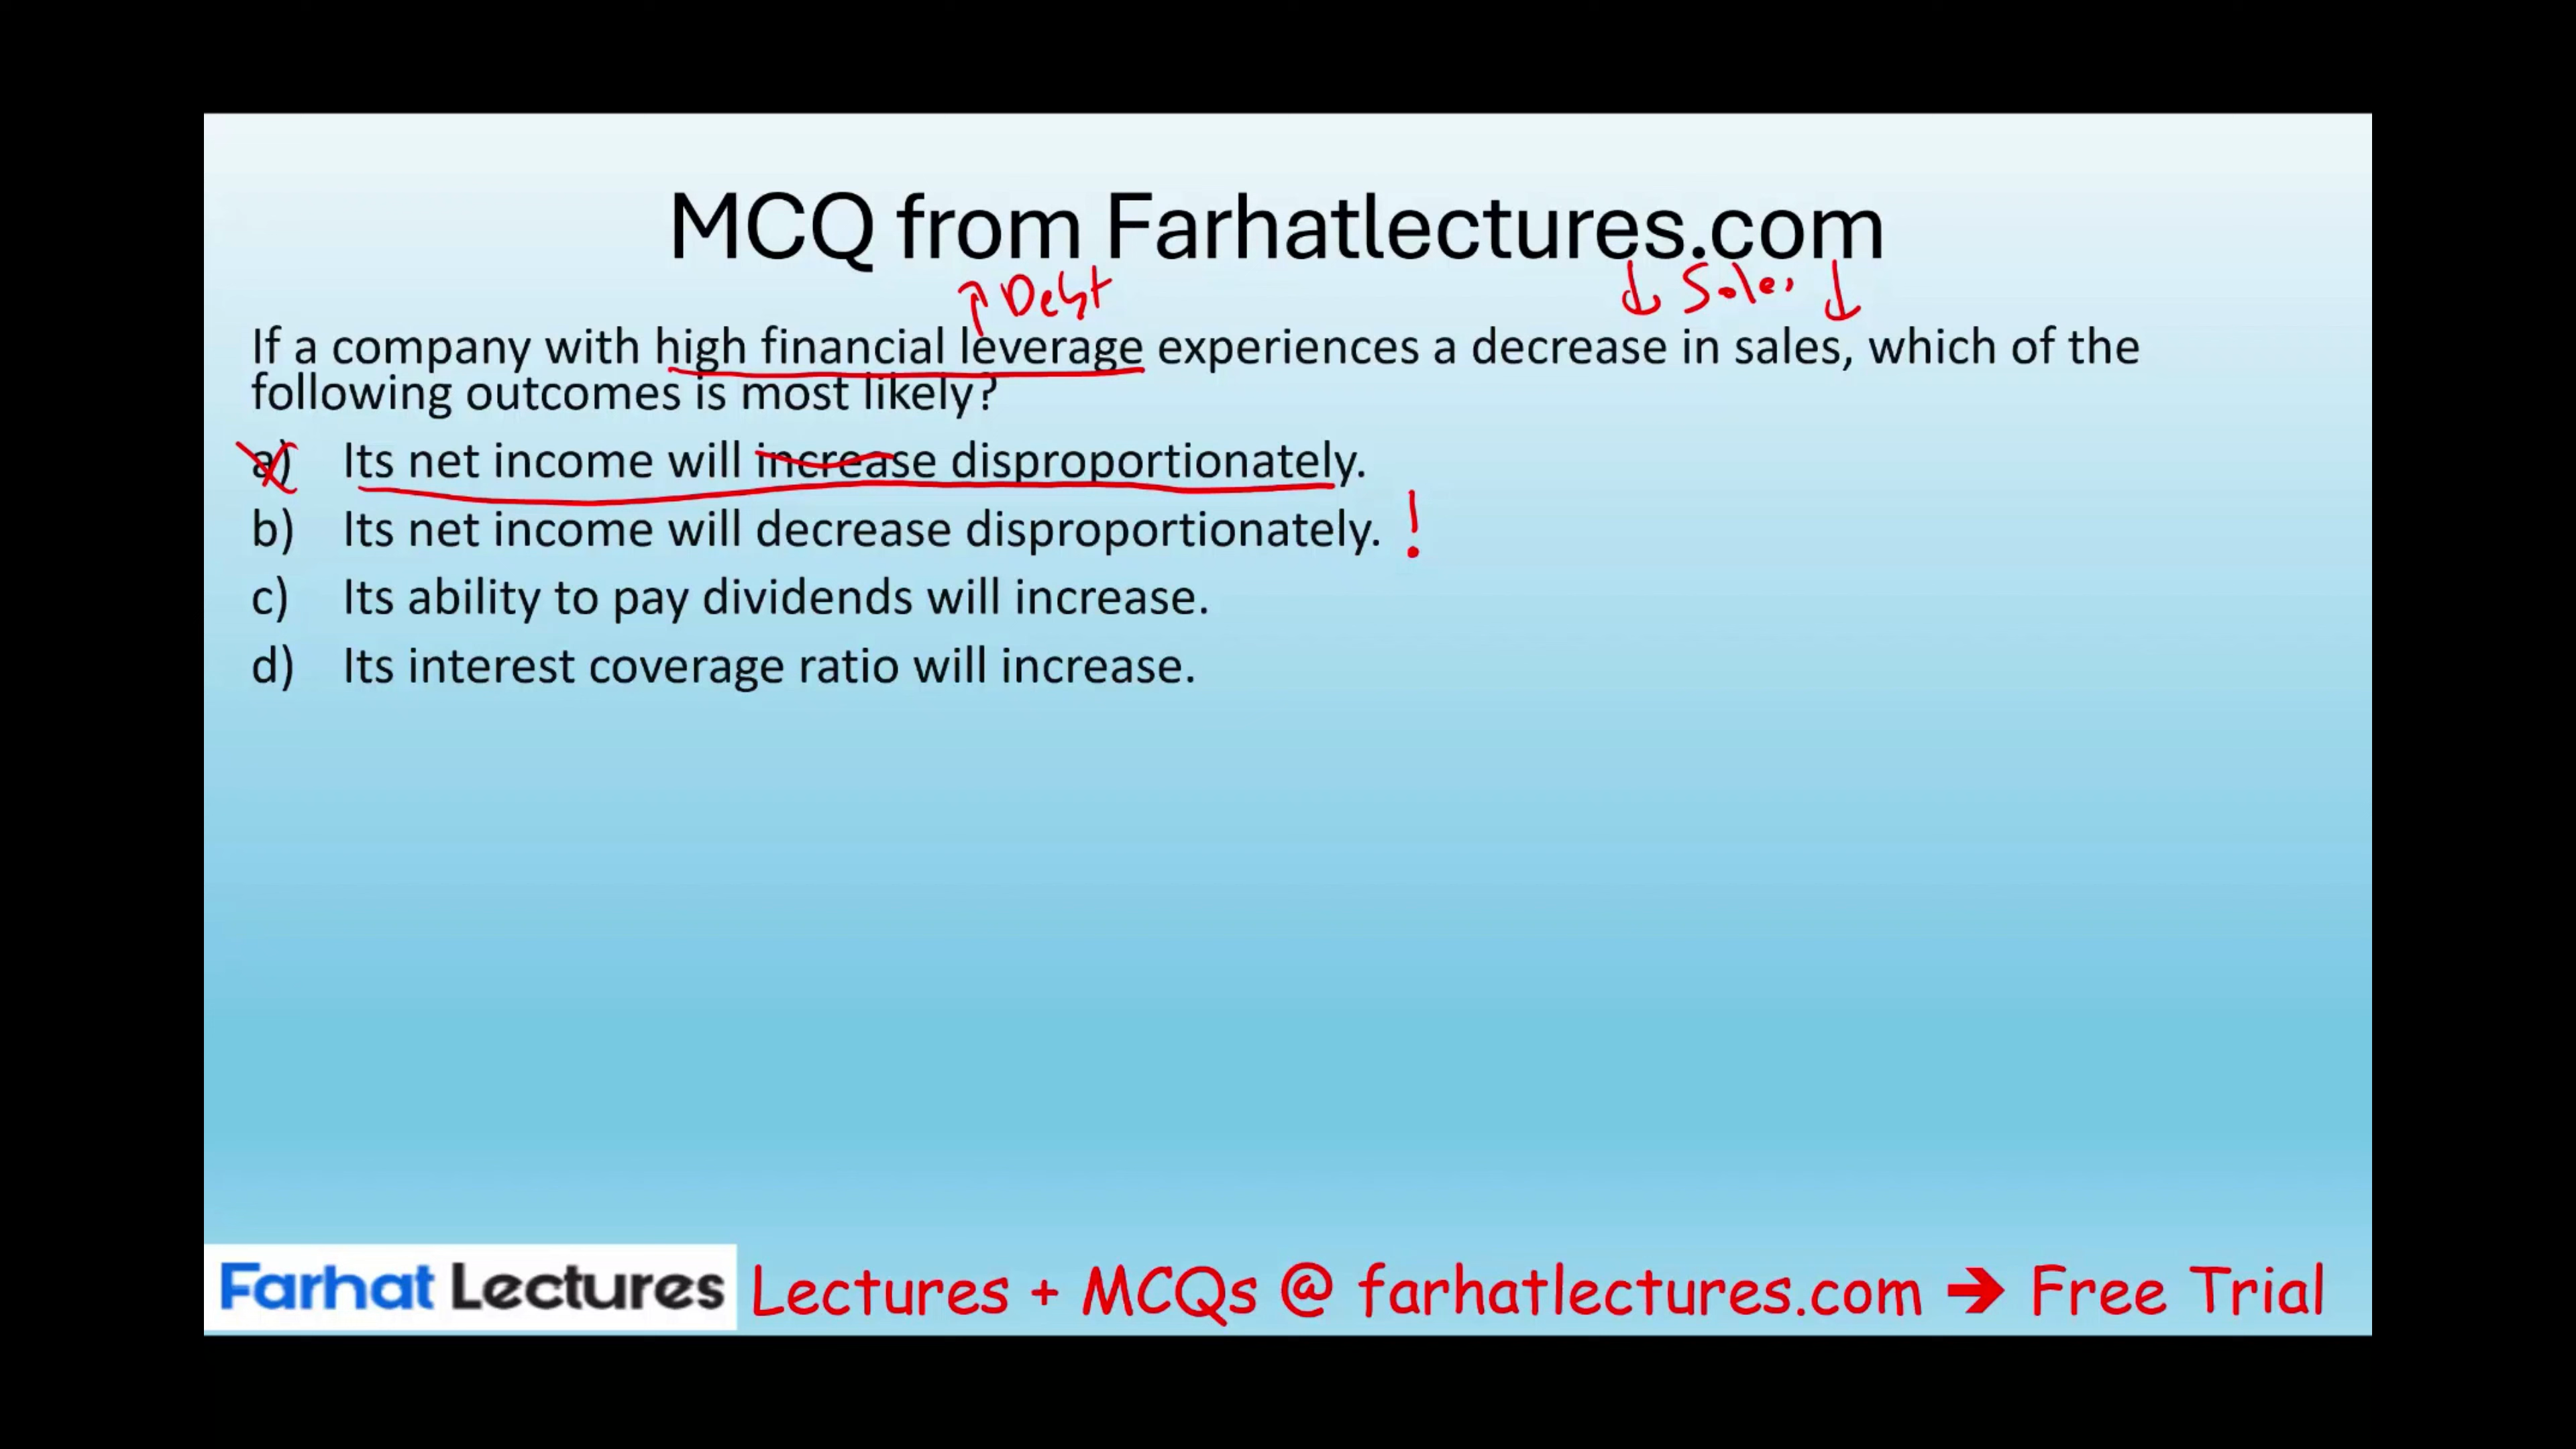 MCQ from Farhatlectures.com
↑ Debt
↓ Sales ↓
If a company with high financial leverage experiences a decrease in sales, which of the
following outcomes is most likely?
a) Its net income will increase disproportionately.
b) Its net income will decrease disproportionately. !
c) Its ability to pay dividends will increase.
d) Its interest coverage ratio will increase.
Farhat Lectures Lectures + MCQs @ farhatlectures.com ➔ Free Trial